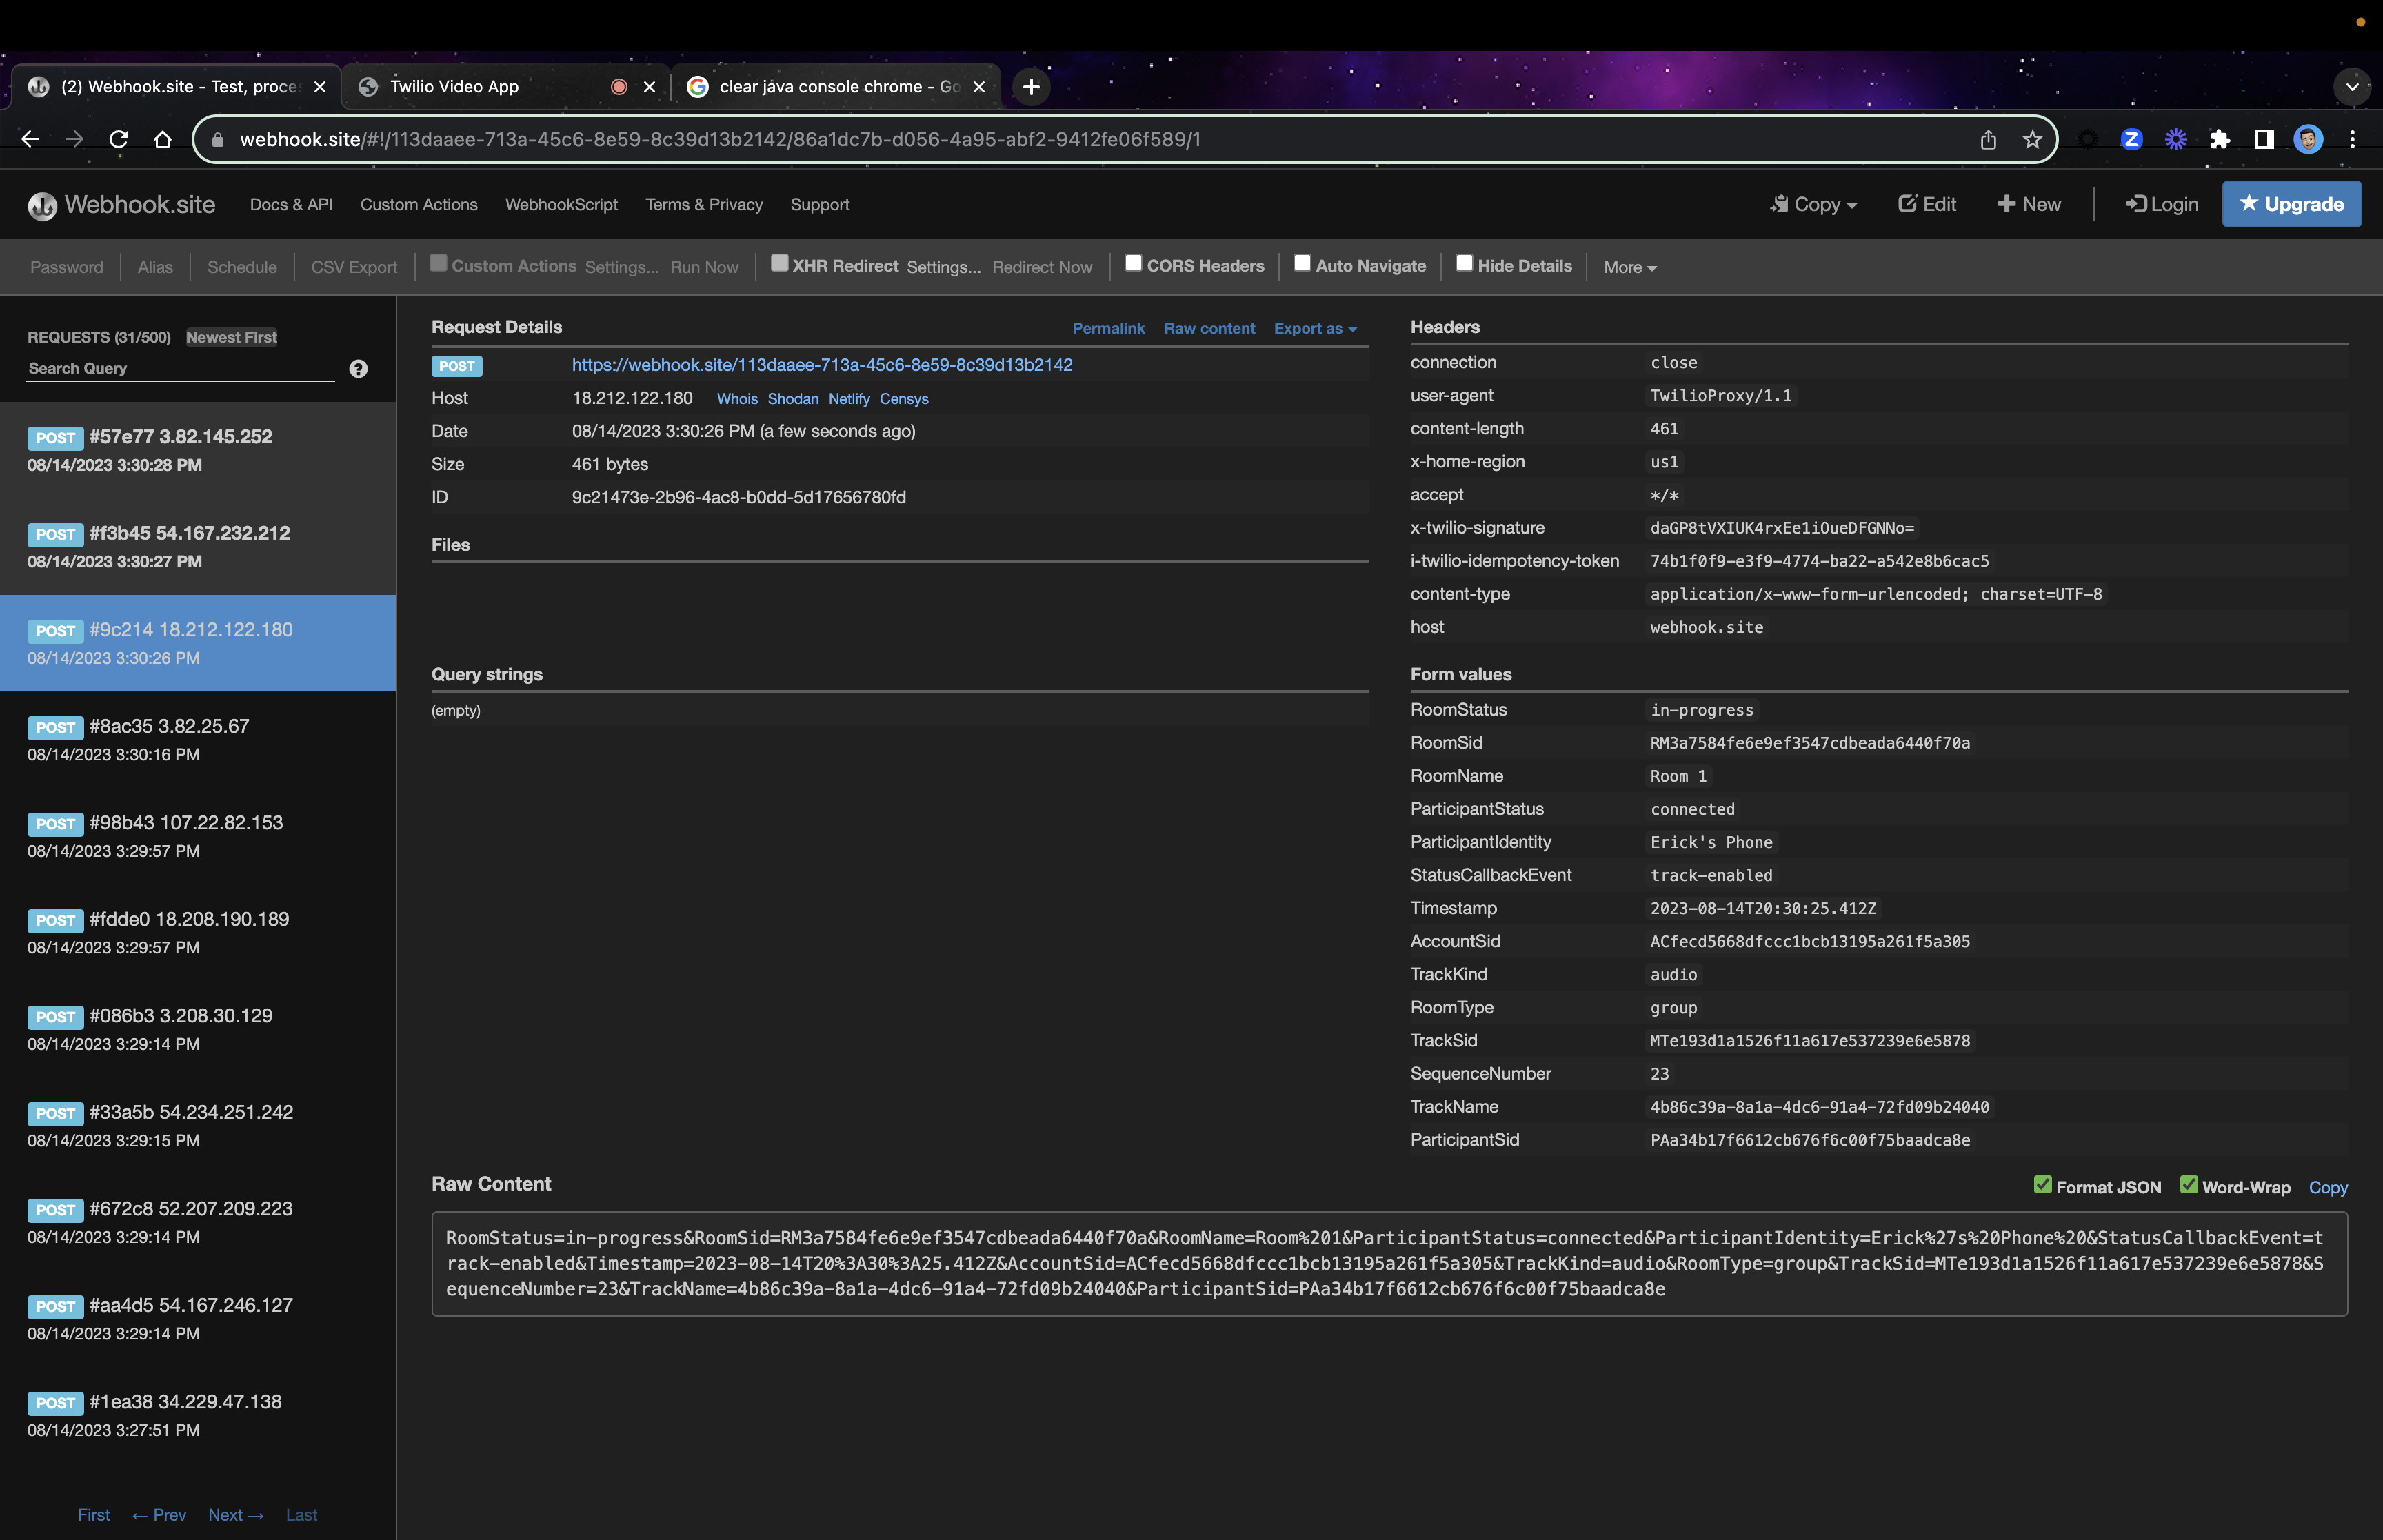 (2) Webhook.site - Test, proces
Twilio Video App
clear java console chrome - Go
webhook.site/#!/113daaee-713a-45c6-8e59-8c39d13b2142/86a1dc7b-d056-4a95-abf2-9412fe06f589/1
Webhook.site Docs & API Custom Actions WebhookScript Terms & Privacy Support Copy Edit New Login Upgrade
Password Alias Schedule CSV Export Custom Actions Settings... Run Now XHR Redirect Settings... Redirect Now CORS Headers Auto Navigate Hide Details More
REQUESTS (31/500) Newest First
Search Query
POST #57e77 3.82.145.252
08/14/2023 3:30:28 PM
POST #f3b45 54.167.232.212
08/14/2023 3:30:27 PM
POST #9c214 18.212.122.180
08/14/2023 3:30:26 PM
POST #8ac35 3.82.25.67
08/14/2023 3:30:16 PM
POST #98b43 107.22.82.153
08/14/2023 3:29:57 PM
POST #fdde0 18.208.190.189
08/14/2023 3:29:57 PM
POST #086b3 3.208.30.129
08/14/2023 3:29:14 PM
POST #33a5b 54.234.251.242
08/14/2023 3:29:15 PM
POST #672c8 52.207.209.223
08/14/2023 3:29:14 PM
POST #aa4d5 54.167.246.127
08/14/2023 3:29:14 PM
POST #1ea38 34.229.47.138
08/14/2023 3:27:51 PM
First ← Prev Next → Last
Request Details Permalink Raw content Export as
POST https://webhook.site/113daaee-713a-45c6-8e59-8c39d13b2142
Host 18.212.122.180 Whois Shodan Netlify Censys
Date 08/14/2023 3:30:26 PM (a few seconds ago)
Size 461 bytes
ID 9c21473e-2b96-4ac8-b0dd-5d17656780fd
Files
Query strings
(empty)
Headers
connection close
user-agent TwilioProxy/1.1
content-length 461
x-home-region us1
accept */*
x-twilio-signature daGP8tVXIUK4rxEe1iOueDFGNNo=
i-twilio-idempotency-token 74b1f0f9-e3f9-4774-ba22-a542e8b6cac5
content-type application/x-www-form-urlencoded; charset=UTF-8
host webhook.site
Form values
RoomStatus in-progress
RoomSid RM3a7584fe6e9ef3547cdbeada6440f70a
RoomName Room 1
ParticipantStatus connected
ParticipantIdentity Erick's Phone
StatusCallbackEvent track-enabled
Timestamp 2023-08-14T20:30:25.412Z
AccountSid ACfecd5668dfccc1bcb13195a261f5a305
TrackKind audio
RoomType group
TrackSid MTe193d1a1526f11a617e537239e6e5878
SequenceNumber 23
TrackName 4b86c39a-8a1a-4dc6-91a4-72fd09b24040
ParticipantSid PAa34b17f6612cb676f6c00f75baadca8e
Raw Content Format JSON Word-Wrap Copy
RoomStatus=in-progress&RoomSid=RM3a7584fe6e9ef3547cdbeada6440f70a&RoomName=Room%201&ParticipantStatus=connected&ParticipantIdentity=Erick%27s%20Phone%20&StatusCallbackEvent=t
rack-enabled&Timestamp=2023-08-14T20%3A30%3A25.412Z&AccountSid=ACfecd5668dfccc1bcb13195a261f5a305&TrackKind=audio&RoomType=group&TrackSid=MTe193d1a1526f11a617e537239e6e5878&S
equenceNumber=23&TrackName=4b86c39a-8a1a-4dc6-91a4-72fd09b24040&ParticipantSid=PAa34b17f6612cb676f6c00f75baadca8e